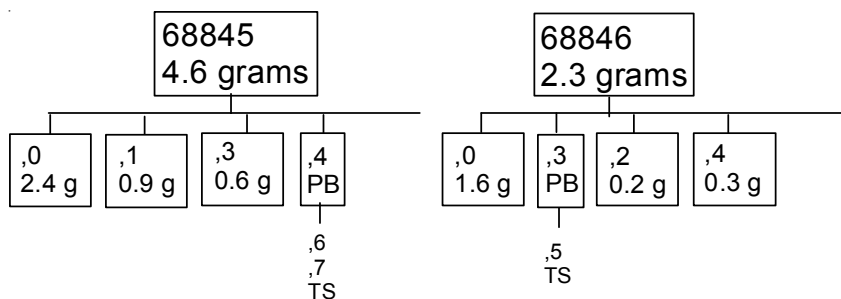 68845
4.6 grams
68846
2.3 grams
,0
2.4 g
,1
0.9 g
,3
0.6 g
,4
PB
,6
,7
TS
,0
1.6 g
,3
PB
,2
0.2 g
,4
0.3 g
,5
TS